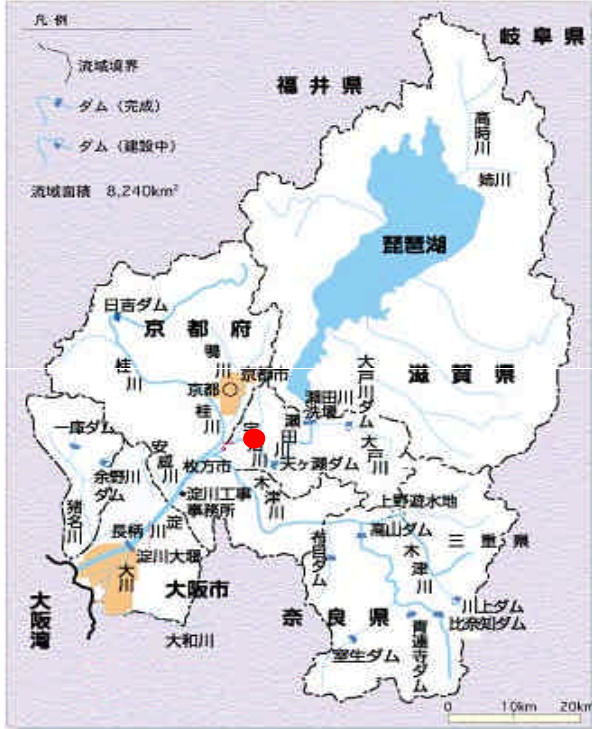 凡例
流域境界
ダム（完成）
ダム（建設中）
流域面積 8,240km²
岐阜県
福井県
高時川
姉川
琵琶湖
日吉ダム
京都府
鴨川
京都市
京都
桂川
桂川
滋賀県
大戸川ダム
瀬田川洗堰
瀬田川
大戸川
天ヶ瀬ダム
一庫ダム
余野川ダム
安威川
枚方市
木津川
淀川工事事務所
上野遊水地
猪名川
長柄
淀川
淀川大堰
高山ダム
三重県
木津川
大川
大阪市
大阪湾
奈良県
川上ダム
比奈知ダム
大和川
室生ダム
青蓮寺ダム
0 10km 20km